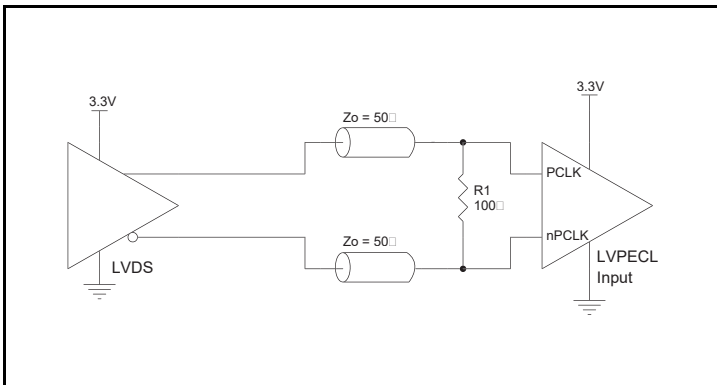 3.3V
3.3V
Zo = 50□
PCLK
R1
100□
nPCLK
Zo = 50□
LVDS
LVPECL
Input